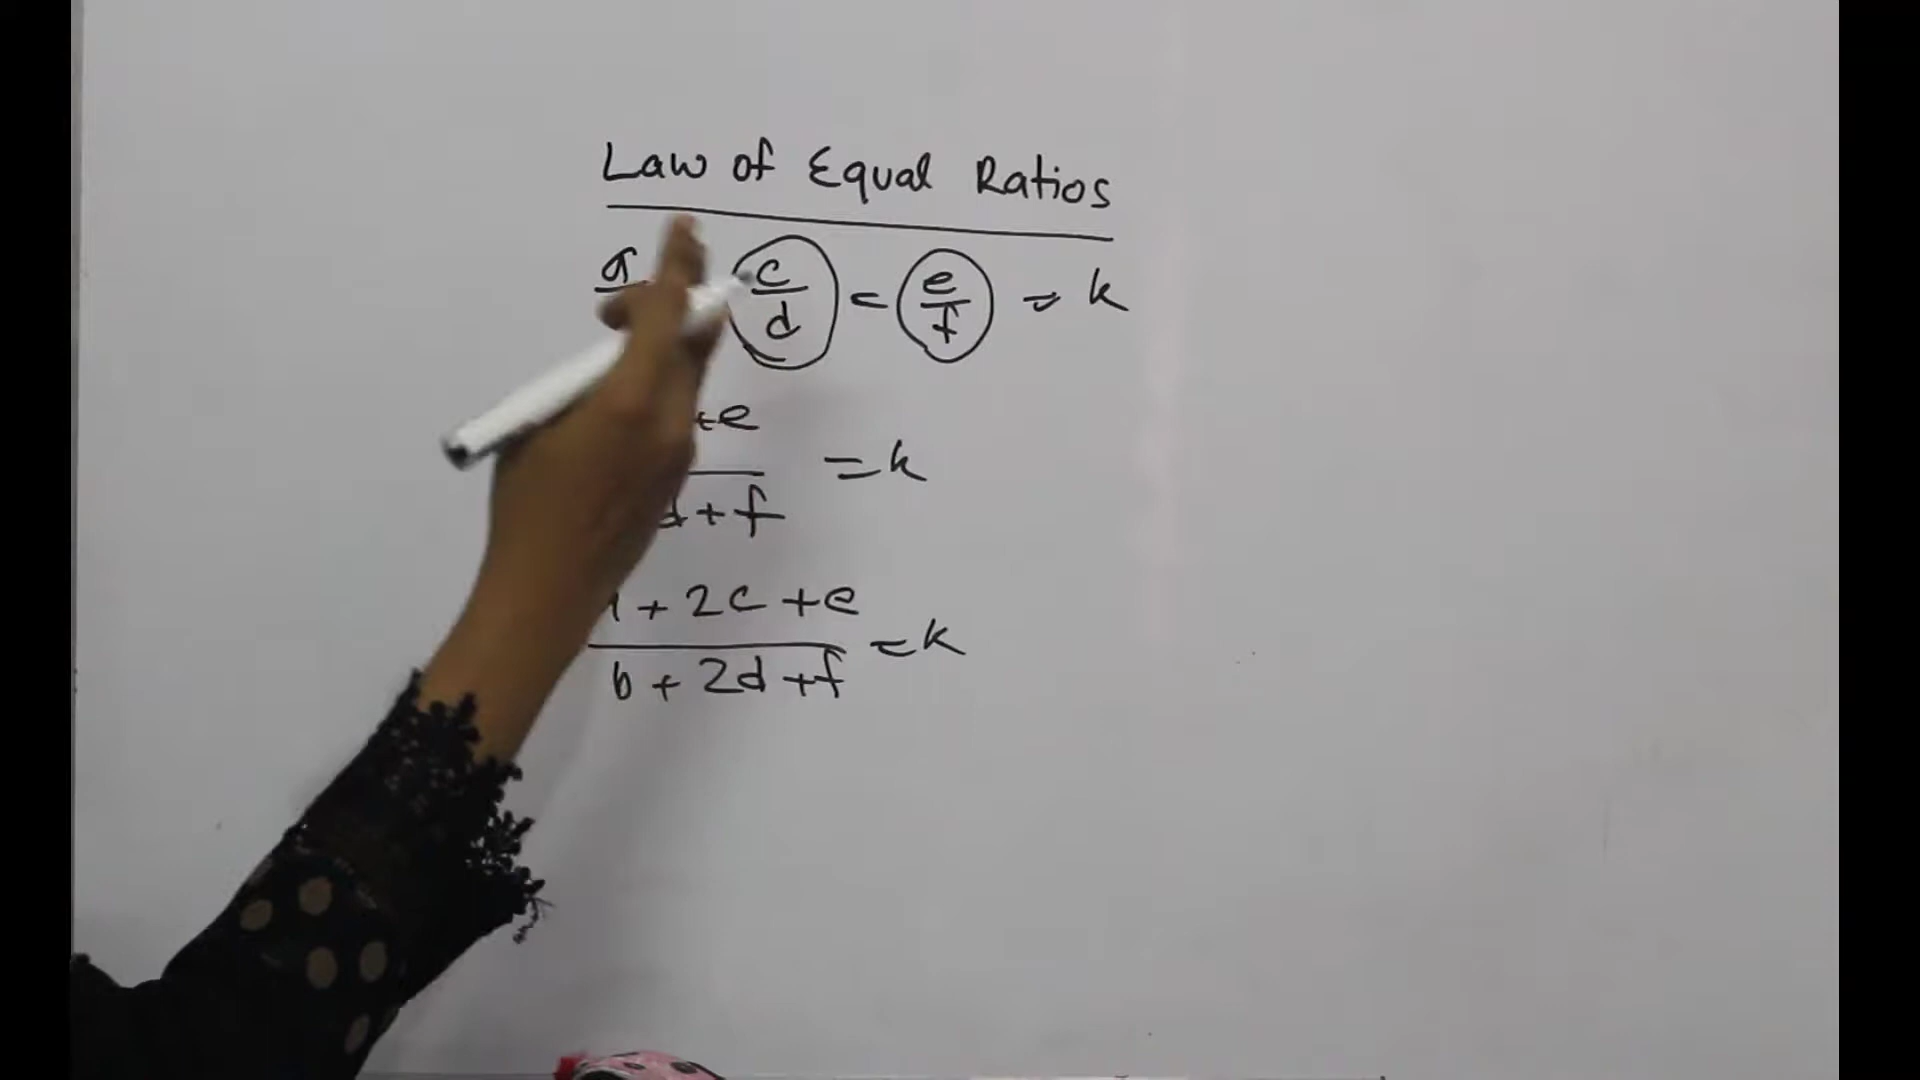 Law of Equal Ratios
a c/d = e/f = k
+e
= k
d+f
+ 2c + e
= k
b + 2d + f